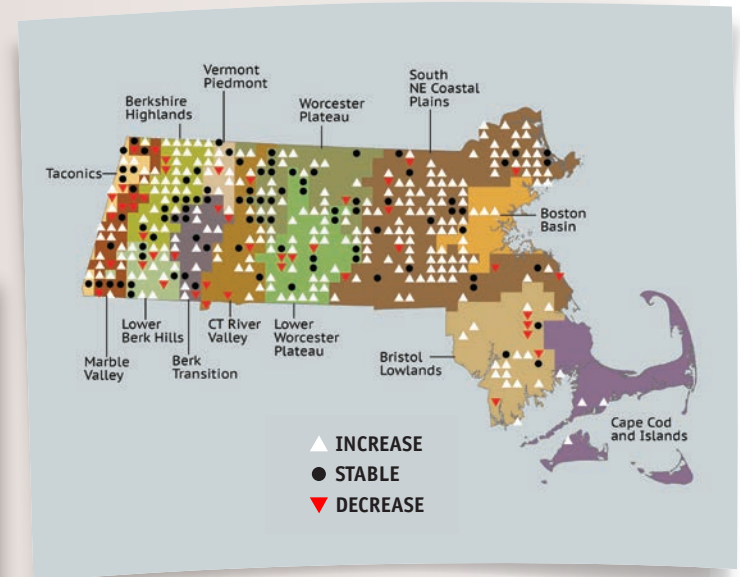 Vermont
Piedmont
Berkshire
Highlands
Worcester
Plateau
South
NE Coastal
Plains
Taconics
Boston
Basin
Marble
Valley
Lower
Berk Hills
Berk
Transition
CT River
Valley
Lower
Worcester
Plateau
Bristol
Lowlands
Cape Cod
and Islands
INCREASE
STABLE
DECREASE